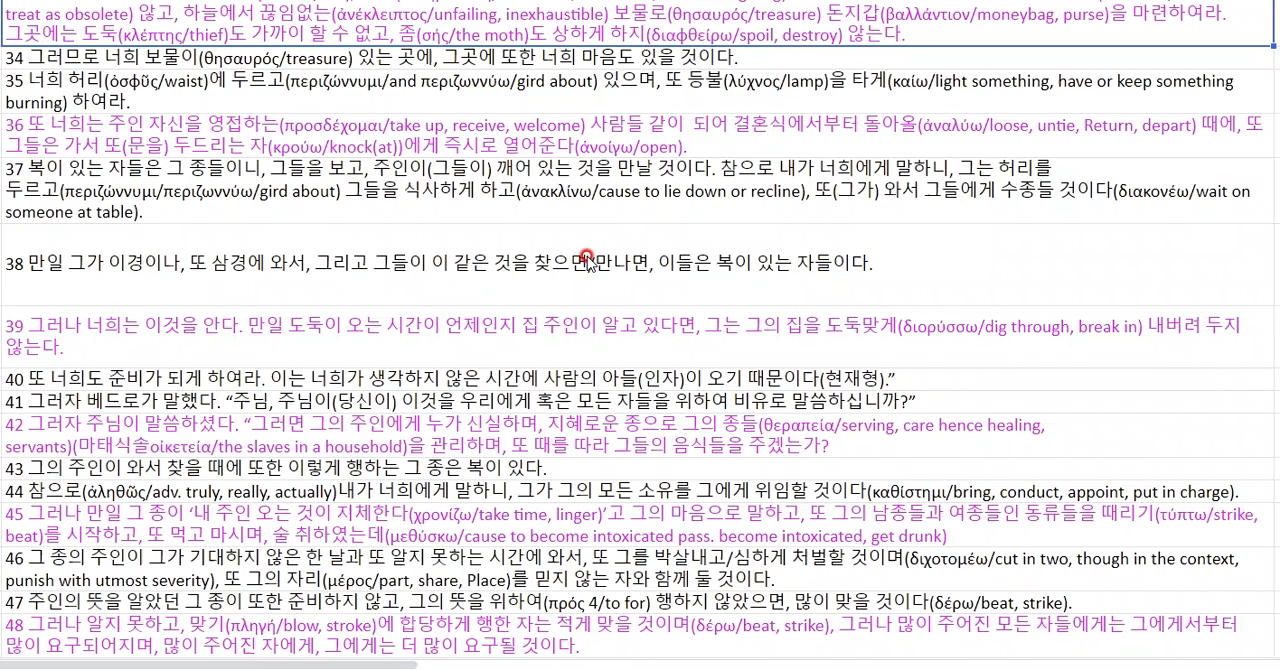 treat as obsolete) 않고, 하늘에서 끊임없는(ἀνέκλειπτος/unfailing, inexhaustible) 보물로(θησαυρός/treasure) 돈지갑(βαλλάντιον/moneybag, purse)을 마련하여라.
그곳에는 도둑(κλέπτης/thief)도 가까이 할 수 없고, 좀(σής/the moth)도 상하게 하지(διαφθείρω/spoil, destroy) 않는다.
34 그러므로 너희 보물이(θησαυρός/treasure) 있는 곳에, 그곳에 또한 너희 마음도 있을 것이다.
35 너희 허리(ὀσφῦς/waist)에 두르고(περιζώννυμι/and περιζωννύω/gird about) 있으며, 또 등불(λύχνος/lamp)을 타게(καίω/light something, have or keep something
burning) 하여라.
36 또 너희는 주인 자신을 영접하는(προσδέχομαι/take up, receive, welcome) 사람들 같이 되어 결혼식에서부터 돌아올(ἀναλύω/loose, untie, Return, depart) 때에, 또
그들은 가서 또(문을) 두드리는 자(κρούω/knock(at))에게 즉시로 열어준다(ἀνοίγω/open).
37 복이 있는 자들은 그 종들이니, 그들을 보고, 주인이(그들이) 깨어 있는 것을 만날 것이다. 참으로 내가 너희에게 말하니, 그는 허리를
두르고(περιζώννυμι/περιζωννύω/gird about) 그들을 식사하게 하고(ἀνακλίνω/cause to lie down or recline), 또(그가) 와서 그들에게 수종들 것이다(διακονέω/wait on
someone at table).
38 만일 그가 이경이나, 또 삼경에 와서, 그리고 그들이 이 같은 것을 찾으면 만나면, 이들은 복이 있는 자들이다.
39 그러나 너희는 이것을 안다. 만일 도둑이 오는 시간이 언제인지 집 주인이 알고 있다면, 그는 그의 집을 도둑맞게(διορύσσω/dig through, break in) 내버려 두지
않는다.
40 또 너희도 준비가 되게 하여라. 이는 너희가 생각하지 않은 시간에 사람의 아들(인자)이 오기 때문이다(현재형).”
41 그러자 베드로가 말했다. “주님, 주님이(당신이) 이것을 우리에게 혹은 모든 자들을 위하여 비유로 말씀하십니까?”
42 그러자 주님이 말씀하셨다. “그러면 그의 주인에게 누가 신실하며, 지혜로운 종으로 그의 종들(θεραπεία/serving, care hence healing,
servants)(마태식솔οἰκετεία/the slaves in a household)을 관리하며, 또 때를 따라 그들의 음식들을 주겠는가?
43 그의 주인이 와서 찾을 때에 또한 이렇게 행하는 그 종은 복이 있다.
44 참으로(ἀληθῶς/adv. truly, really, actually)내가 너희에게 말하니, 그가 그의 모든 소유를 그에게 위임할 것이다(καθίστημι/bring, conduct, appoint, put in charge).
45 그러나 만일 그 종이 ‘내 주인 오는 것이 지체한다(χρονίζω/take time, linger)’고 그의 마음으로 말하고, 또 그의 남종들과 여종들인 동류들을 때리기(τύπτω/strike,
beat)를 시작하고, 또 먹고 마시며, 술 취하였는데(μεθύσκω/cause to become intoxicated pass. become intoxicated, get drunk)
46 그 종의 주인이 그가 기대하지 않은 한 날과 또 알지 못하는 시간에 와서, 또 그를 박살내고/심하게 처벌할 것이며(διχοτομέω/cut in two, though in the context,
punish with utmost severity), 또 그의 자리(μέρος/part, share, Place)를 믿지 않는 자와 함께 둘 것이다.
47 주인의 뜻을 알았던 그 종이 또한 준비하지 않고, 그의 뜻을 위하여(πρός 4/to for) 행하지 않았으면, 많이 맞을 것이다(δέρω/beat, strike).
48 그러나 알지 못하고, 맞기(πληγή/blow, stroke)에 합당하게 행한 자는 적게 맞을 것이며(δέρω/beat, strike), 그러나 많이 주어진 모든 자들에게는 그에게서부터
많이 요구되어지며, 많이 주어진 자에게, 그에게는 더 많이 요구될 것이다.